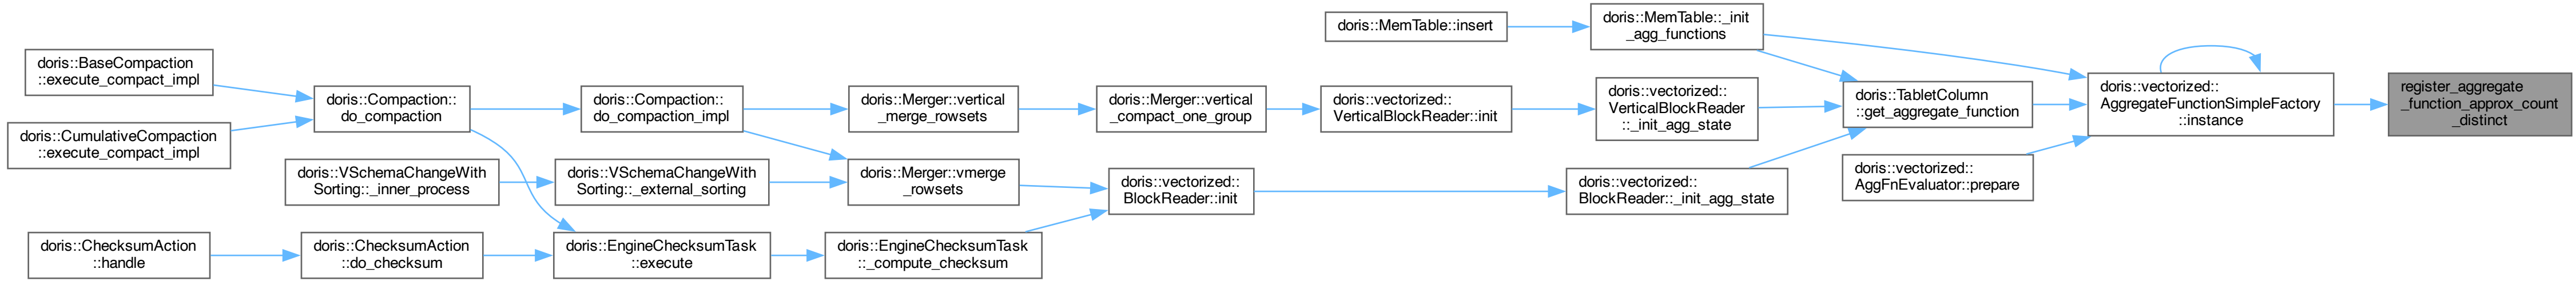 doris::MemTable::insert
doris::MemTable::_init
_agg_functions
doris::BaseCompaction
::execute_compact_impl
doris::CumulativeCompaction
::execute_compact_impl
doris::Compaction::
do_compaction
doris::Compaction::
do_compaction_impl
doris::Merger::vertical
_merge_rowsets
doris::Merger::vertical
_compact_one_group
doris::vectorized::
VerticalBlockReader::init
doris::vectorized::
VerticalBlockReader
::_init_agg_state
doris::TabletColumn
::get_aggregate_function
doris::vectorized::
AggregateFunctionSimpleFactory
::instance
register_aggregate
_function_approx_count
_distinct
doris::VSchemaChangeWith
Sorting::_inner_process
doris::VSchemaChangeWith
Sorting::_external_sorting
doris::Merger::vmerge
_rowsets
doris::vectorized::
BlockReader::init
doris::vectorized::
BlockReader::_init_agg_state
doris::vectorized::
AggFnEvaluator::prepare
doris::ChecksumAction
::handle
doris::ChecksumAction
::do_checksum
doris::EngineChecksumTask
::execute
doris::EngineChecksumTask
::_compute_checksum